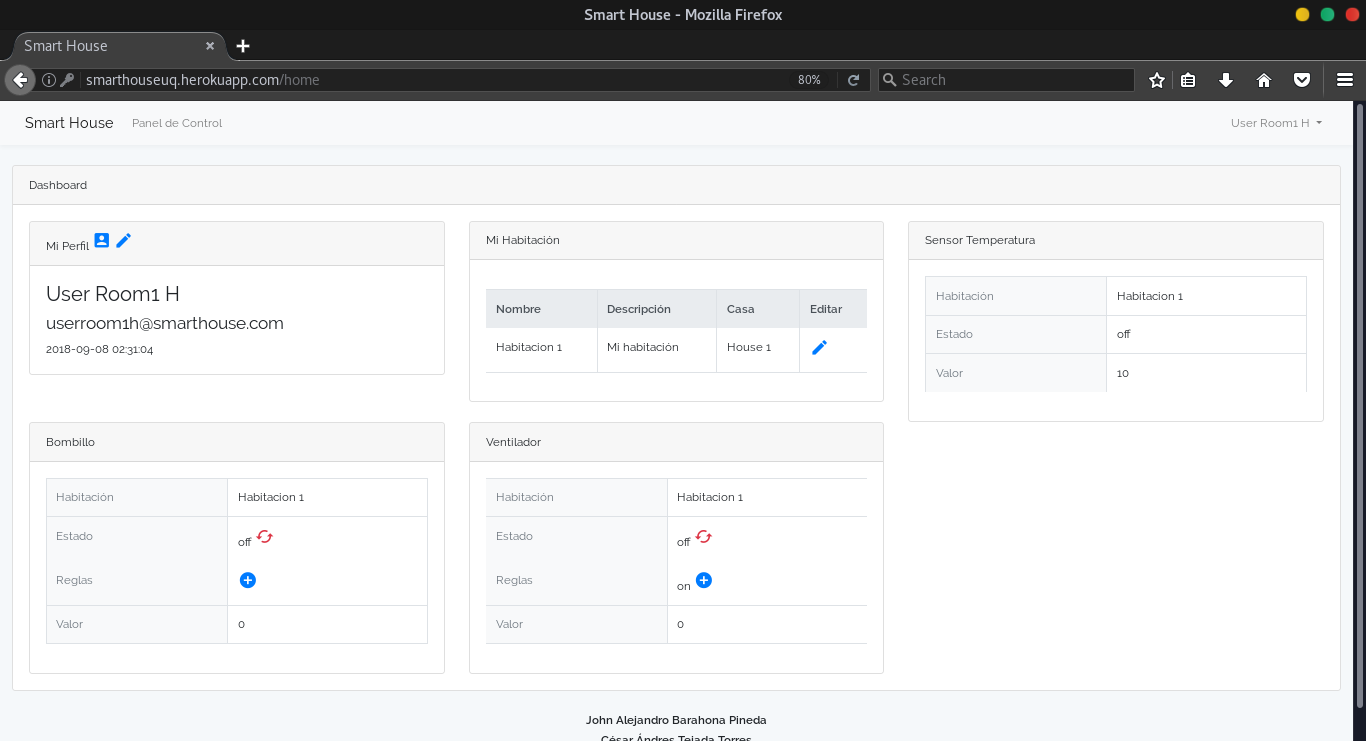 Smart House - Mozilla Firefox
Smart House
smarthouseuq.herokuapp.com/home
80%
Search
Smart House
Panel de Control
User Room1 H
Dashboard
Mi Perfil
User Room1 H
userroom1h@smarthouse.com
2018-09-08 02:31:04
Mi Habitación
Nombre Descripción Casa Editar
Habitacion 1 Mi habitación House 1
Sensor Temperatura
Habitación Habitacion 1
Estado off
Valor 10
Bombillo
Habitación Habitacion 1
Estado off
Reglas
Valor 0
Ventilador
Habitación Habitacion 1
Estado off
Reglas on
Valor 0
John Alejandro Barahona Pineda
César Ándres Tejada Torres